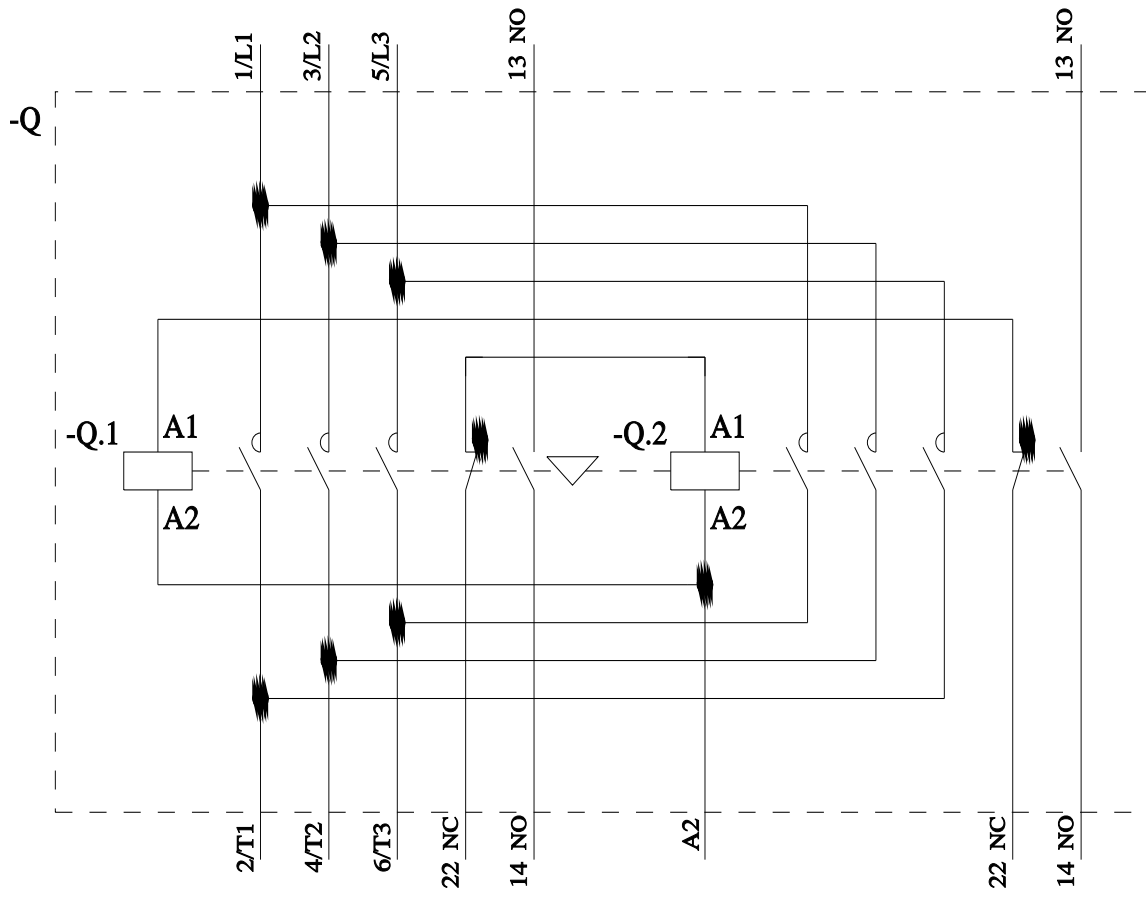 1/L1
3/L2
5/L3
13 NO
13 NO
-Q
-Q.1
A1
A2
-Q.2
A1
A2
2/T1
4/T2
6/T3
22 NC
14 NO
A2
22 NC
14 NO